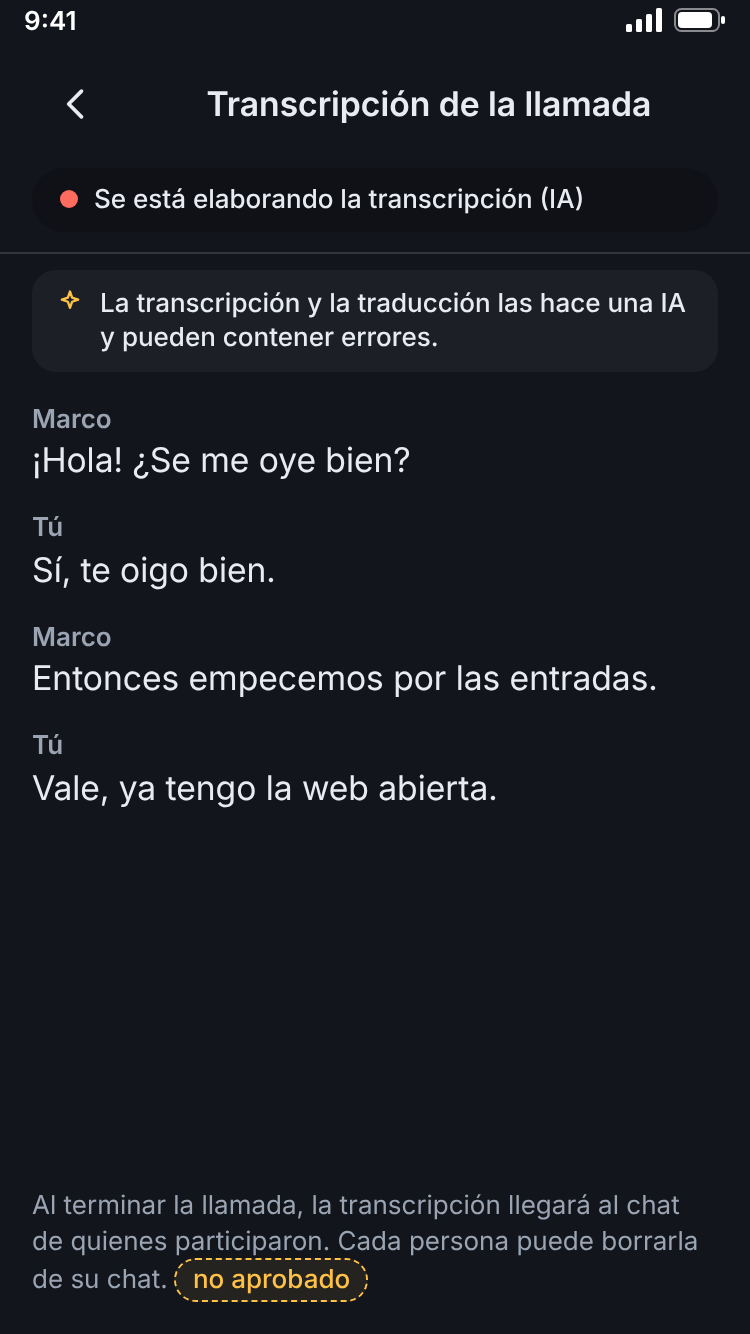 9:41
Transcripción de la llamada
Se está elaborando la transcripción (IA)
La transcripción y la traducción las hace una IA
y pueden contener errores.
Marco
¡Hola! ¿Se me oye bien?
Tú
Sí, te oigo bien.
Marco
Entonces empecemos por las entradas.
Tú
Vale, ya tengo la web abierta.
Al terminar la llamada, la transcripción llegará al chat
de quienes participaron. Cada persona puede borrarla
de su chat. no aprobado